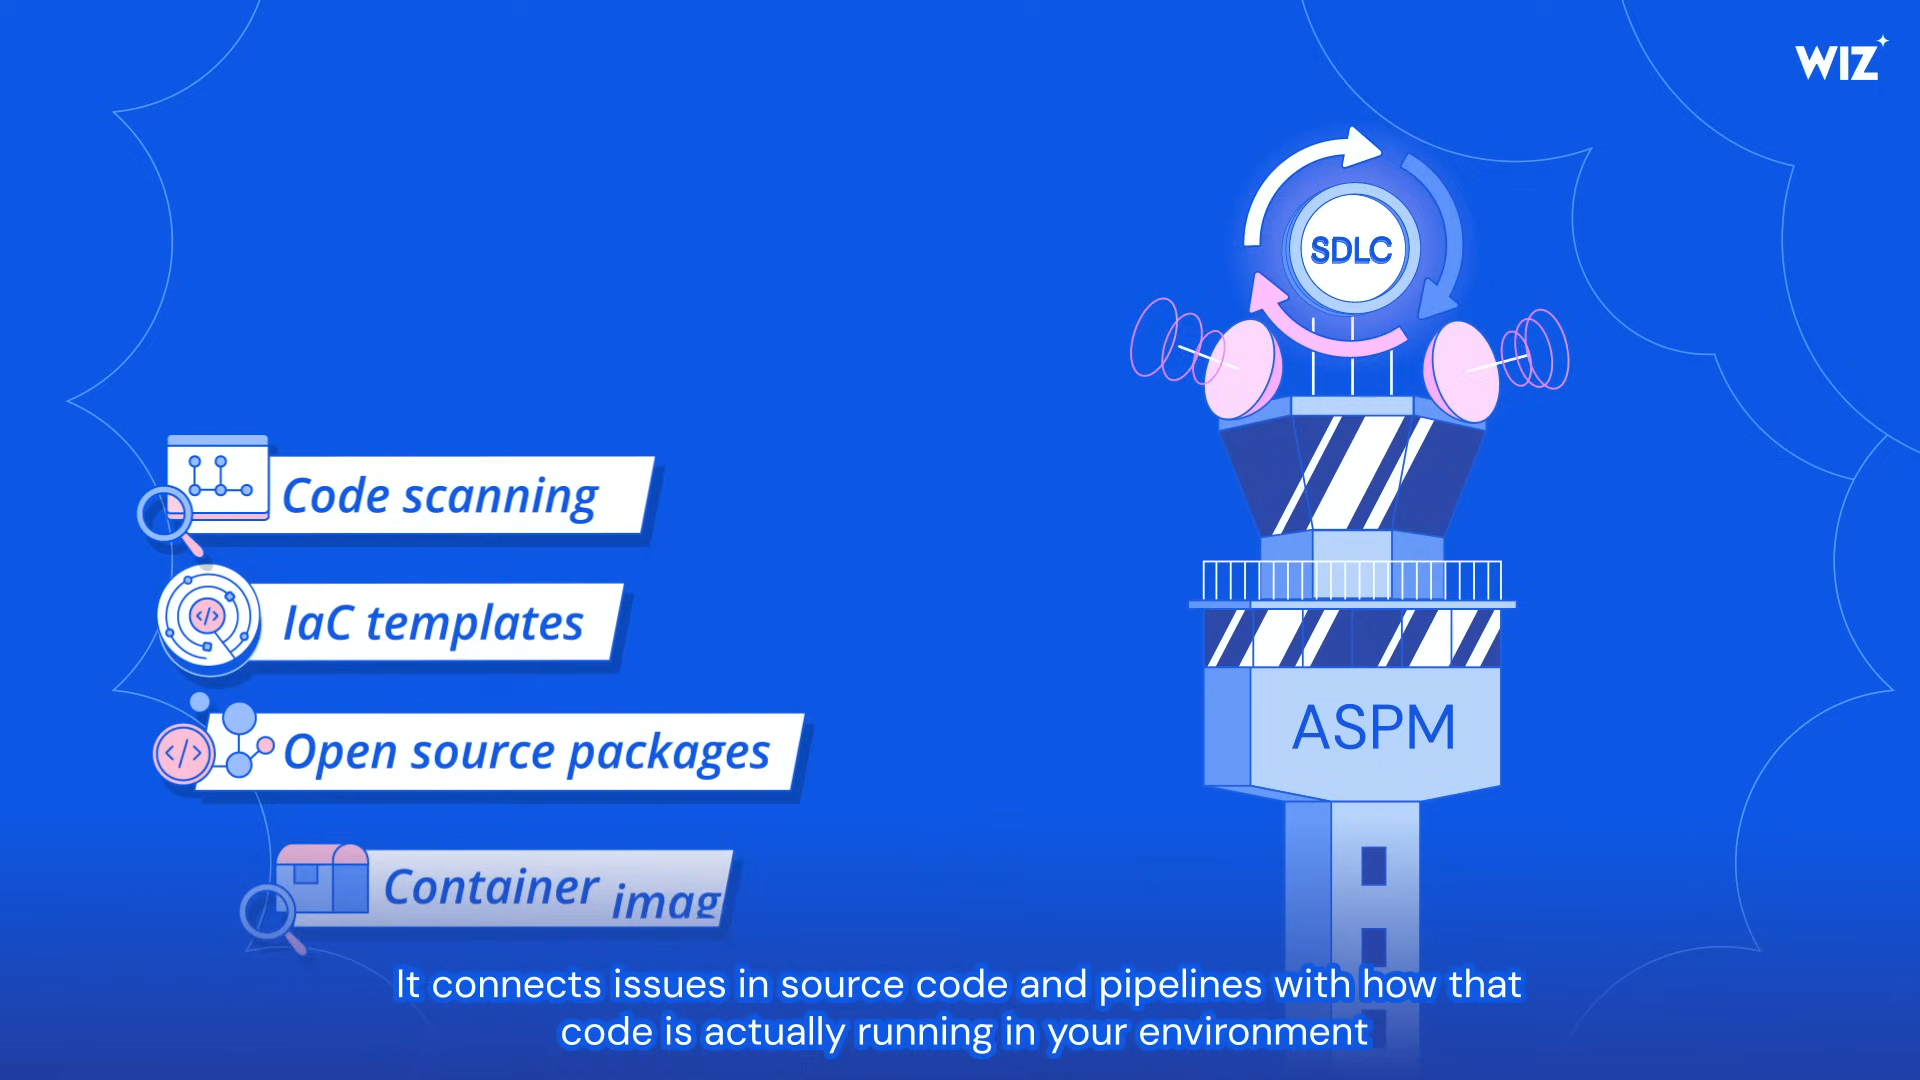 WIZ
SDLC
Code scanning
IaC templates
Open source packages
Container imag
ASPM
It connects issues in source code and pipelines with how that
code is actually running in your environment